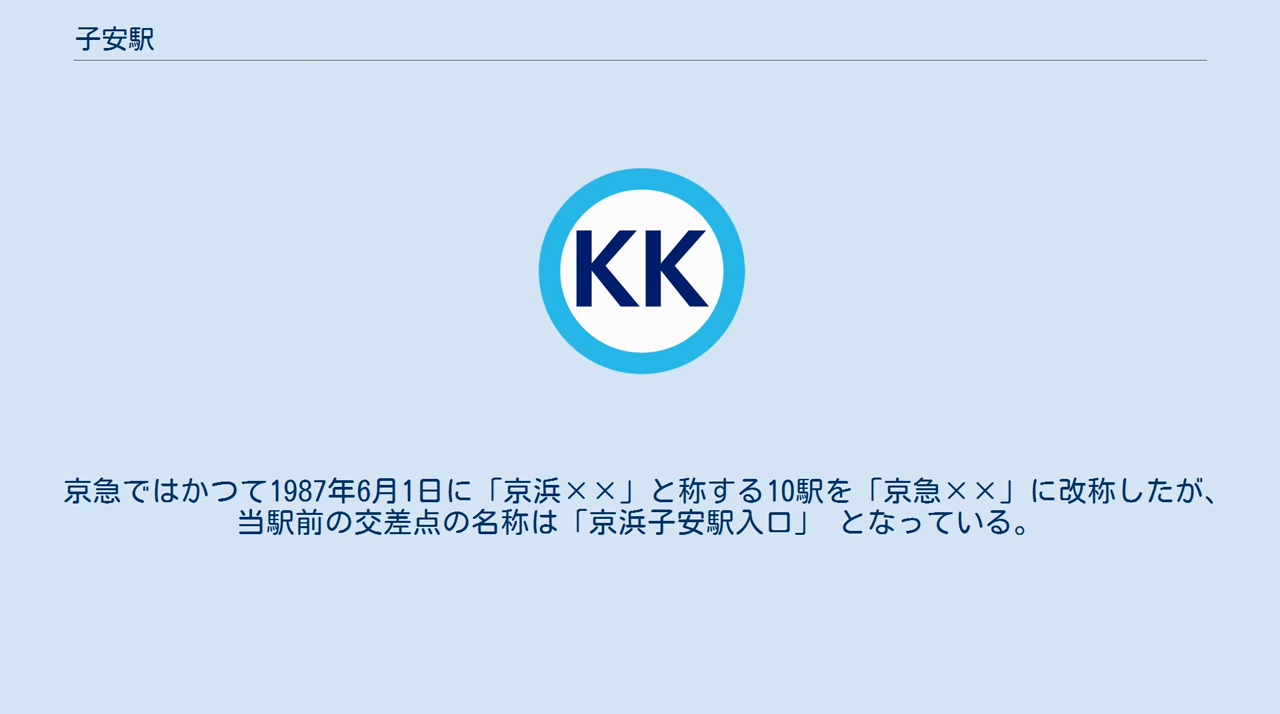 子安駅
KK
京急ではかつて1987年6月1日に「京浜××」と称する10駅を「京急××」に改称したが、
当駅前の交差点の名称は「京浜子安駅入口」 となっている。